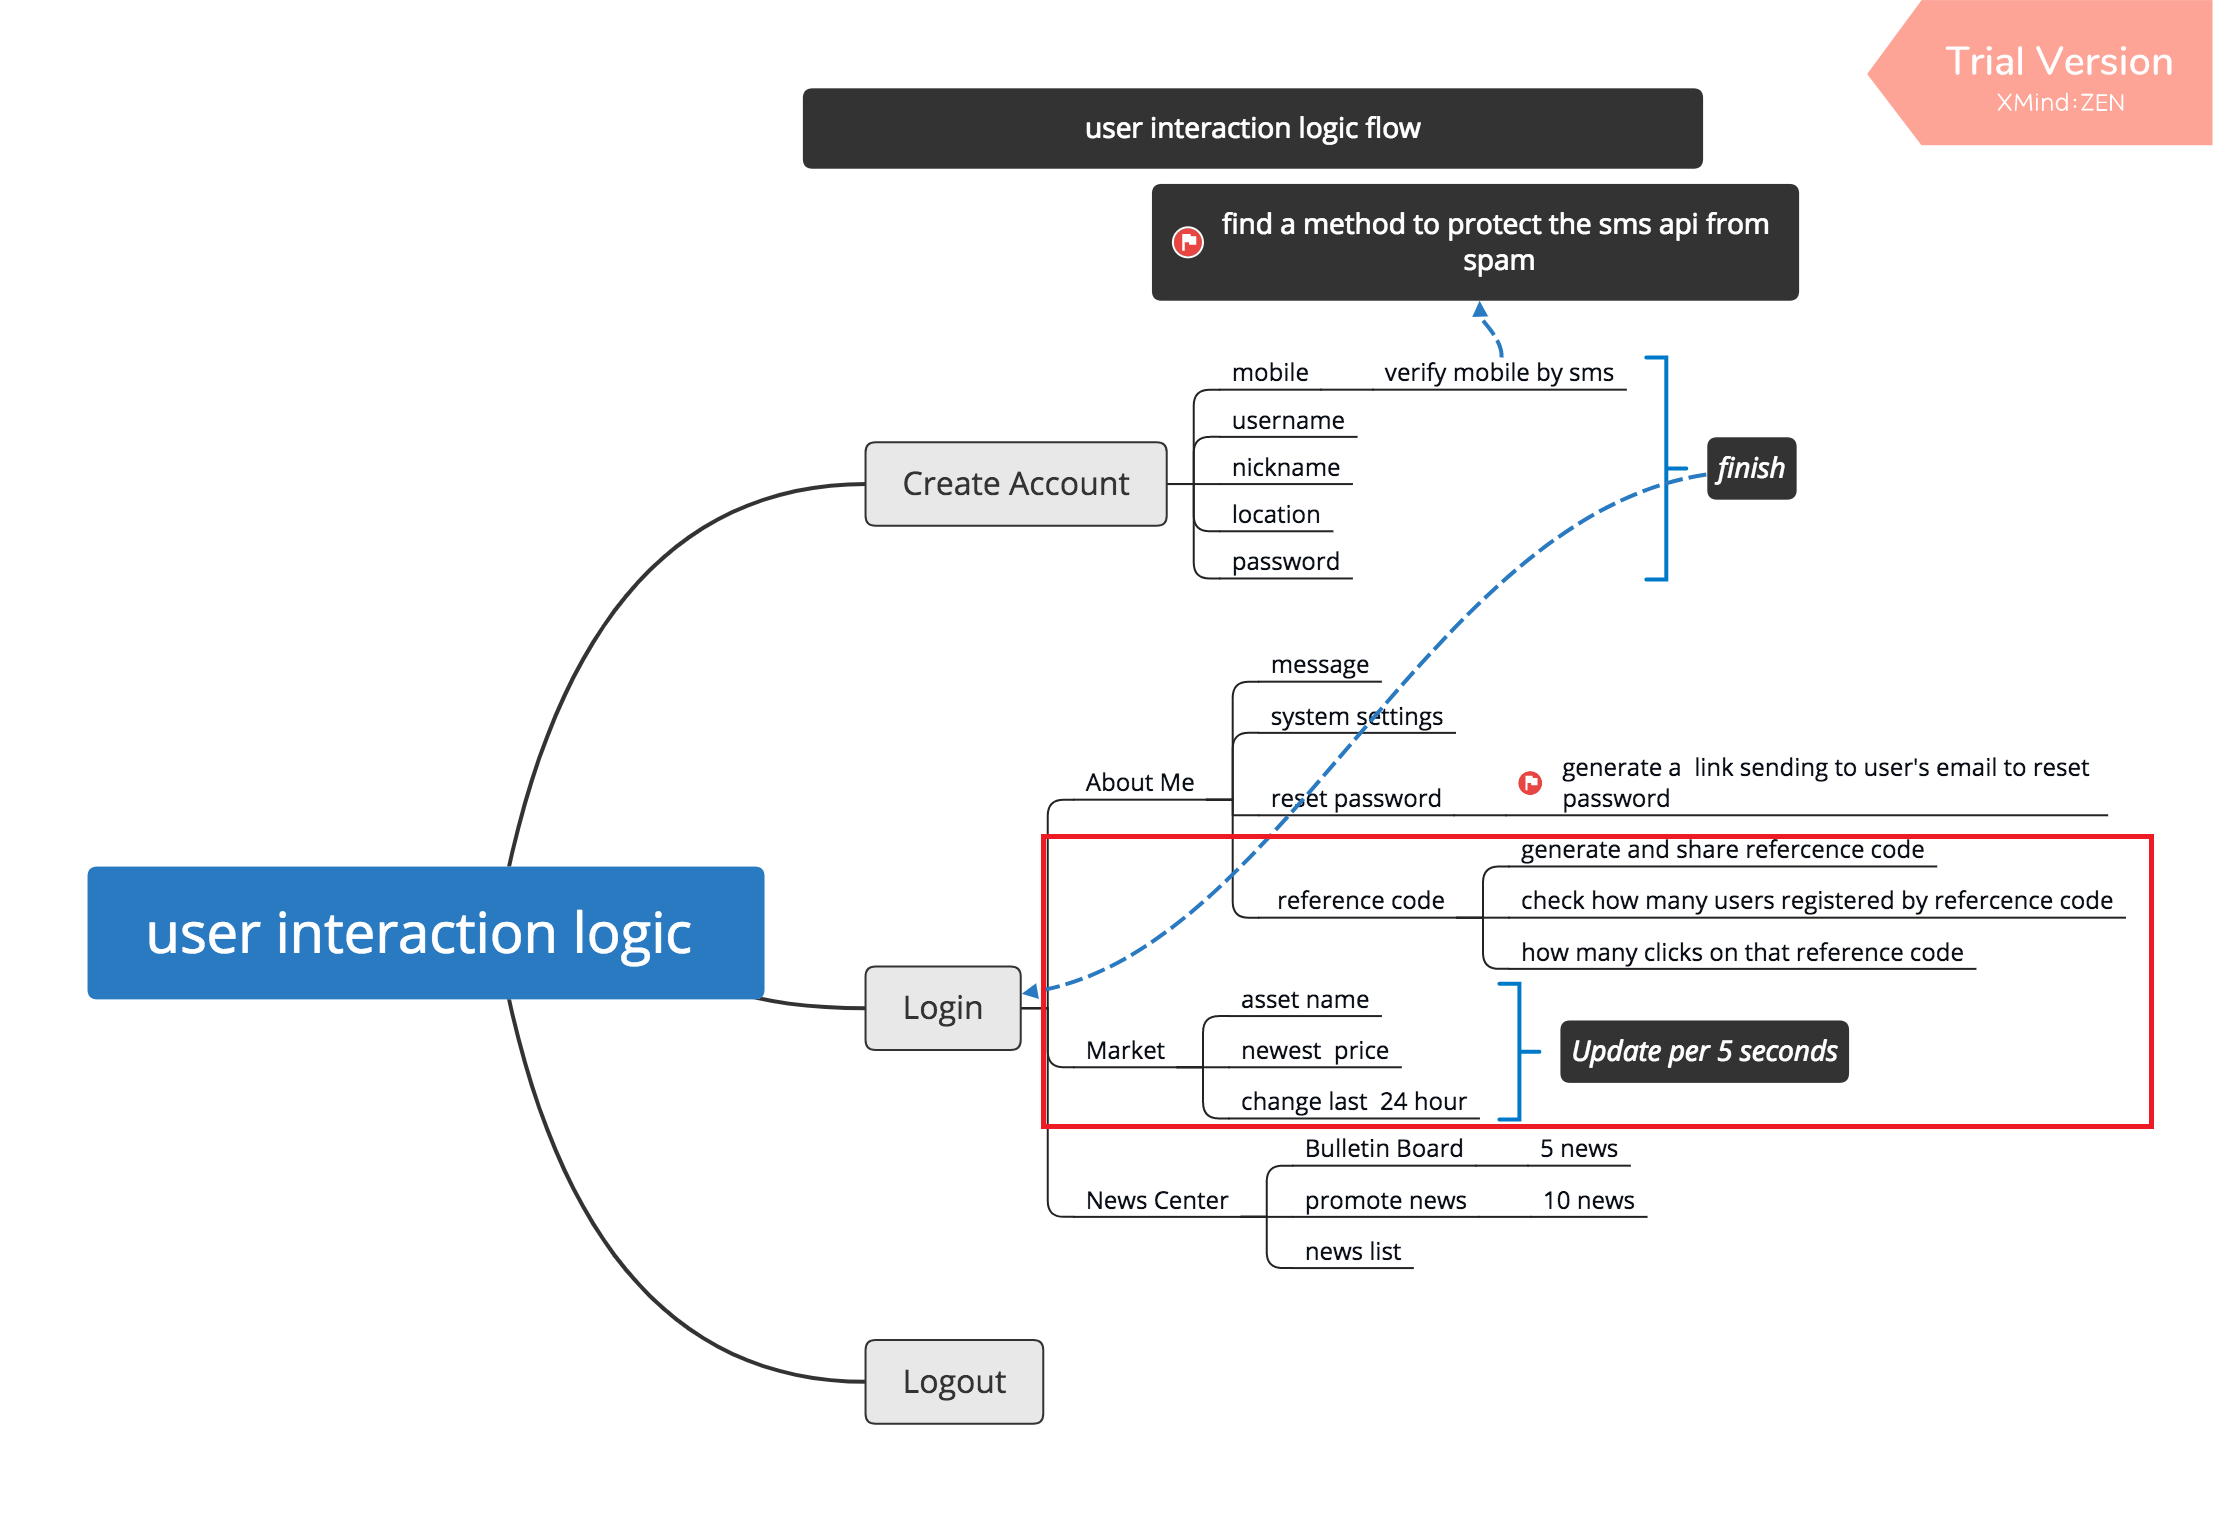 Trial Version
XMind:ZEN
user interaction logic flow
find a method to protect the sms api from
spam
mobile
verify mobile by sms
username
nickname
location
password
Create Account
finish
message
system settings
About Me
reset password
generate a  link sending to user's email to reset
password
generate and share refercence code
reference code
check how many users registered by refercence code
how many clicks on that reference code
user interaction logic
Login
asset name
Market
newest  price
change last  24 hour
Update per 5 seconds
Bulletin Board
5 news
News Center
promote news
10 news
news list
Logout